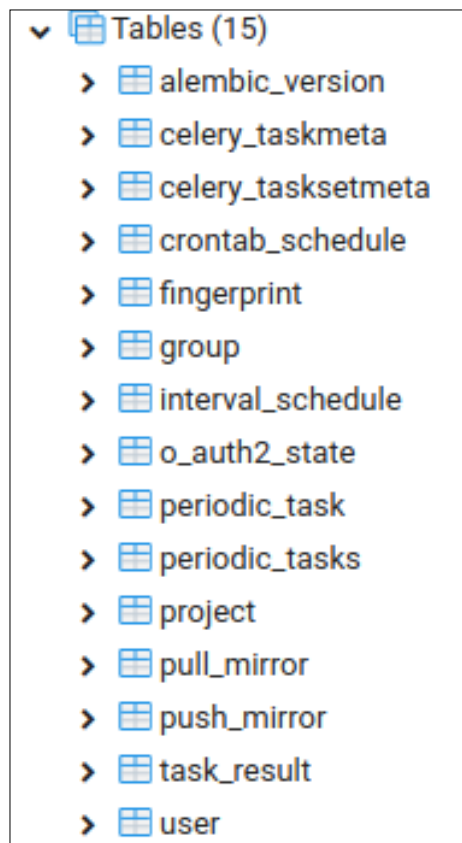 Tables (15)
alembic_version
celery_taskmeta
celery_tasksetmeta
crontab_schedule
fingerprint
group
interval_schedule
o_auth2_state
periodic_task
periodic_tasks
project
pull_mirror
push_mirror
task_result
user